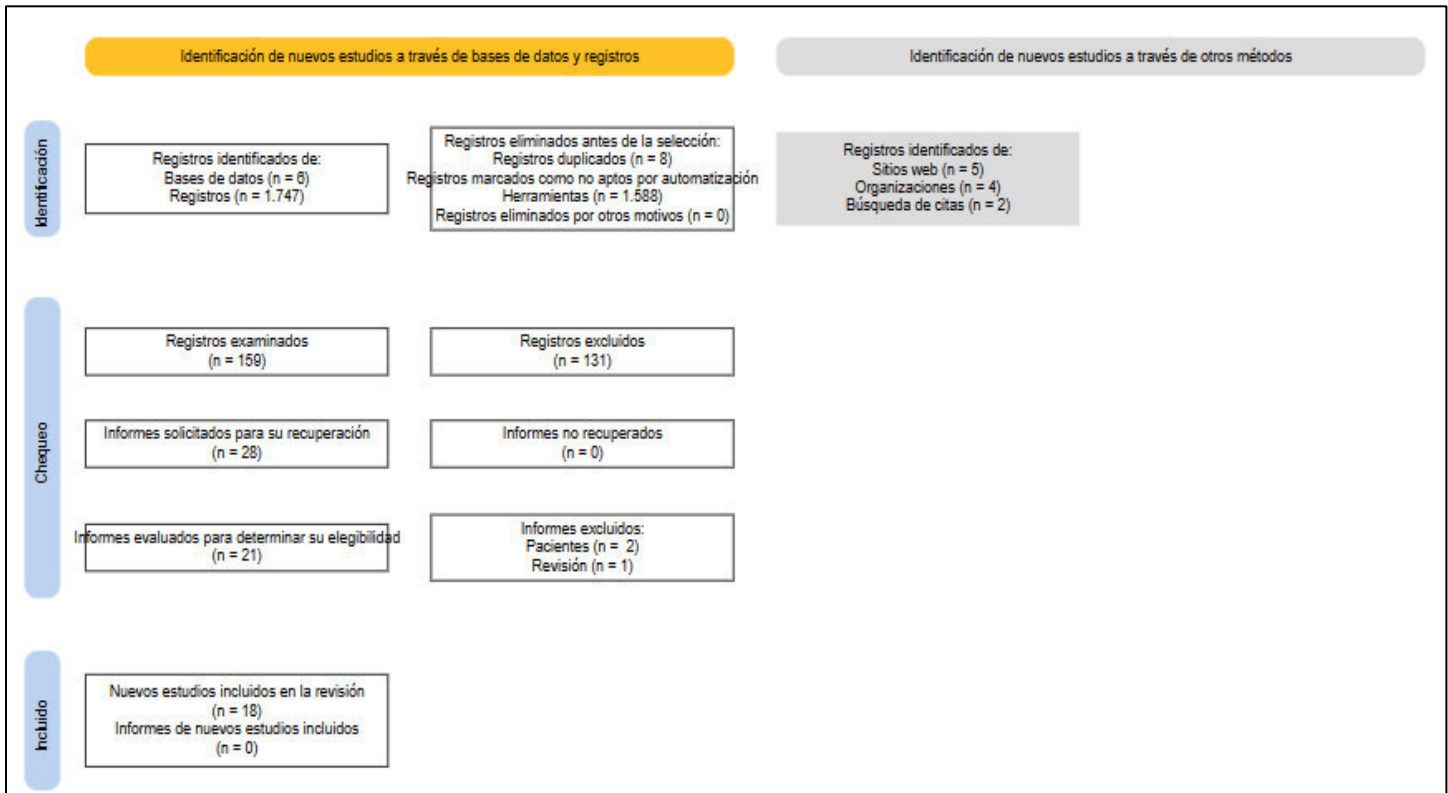 Identificación de nuevos estudios a través de bases de datos y registros
Identificación de nuevos estudios a través de otros métodos
Identificación
Registros identificados de:
Bases de datos (n = 6)
Registros (n = 1.747)
Registros eliminados antes de la selección:
Registros duplicados (n = 8)
Registros marcados como no aptos por automatización
Herramientas (n = 1.588)
Registros eliminados por otros motivos (n = 0)
Registros identificados de:
Sitios web (n = 5)
Organizaciones (n = 4)
Búsqueda de citas (n = 2)
Chequeo
Registros examinados
(n = 159)
Registros excluidos
(n = 131)
Informes solicitados para su recuperación
(n = 28)
Informes no recuperados
(n = 0)
Informes evaluados para determinar su elegibilidad
(n = 21)
Informes excluidos:
Pacientes (n = 2)
Revisión (n = 1)
Incluido
Nuevos estudios incluidos en la revisión
(n = 18)
Informes de nuevos estudios incluidos
(n = 0)